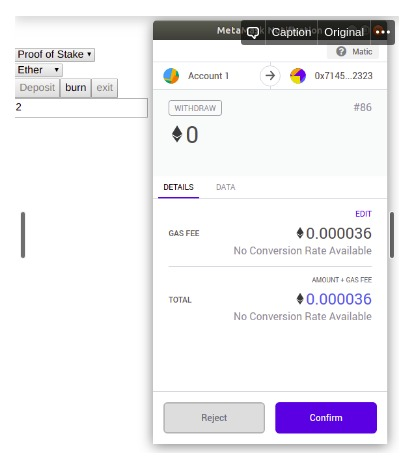 Caption Original
Matic
Proof of Stake
Ether
Deposit burn exit
2
Account 1 0x7145...2323
WITHDRAW #86
0
DETAILS DATA
EDIT
GAS FEE 0.000036
No Conversion Rate Available
AMOUNT + GAS FEE
TOTAL 0.000036
No Conversion Rate Available
Reject Confirm